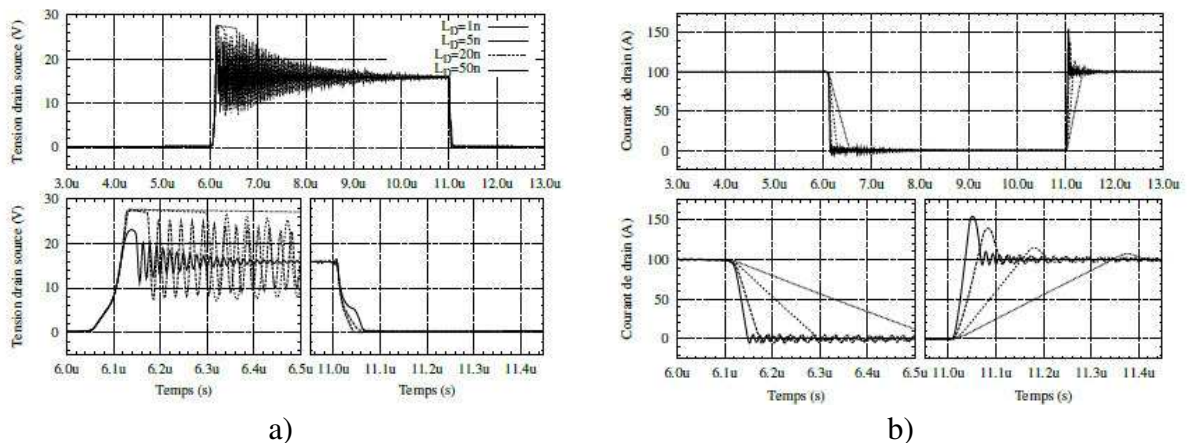 30
20
10
0
Tension drain source (V)
L_D=1n
L_D=5n
L_D=20n
L_D=50n
3.0u 4.0u 5.0u 6.0u 7.0u 8.0u 9.0u 10.0u 11.0u 12.0u 13.0u
30
20
10
0
Tension drain source (V)
6.0u 6.1u 6.2u 6.3u 6.4u 6.5u 11.0u 11.1u 11.2u 11.3u 11.4u
Temps (s) Temps (s)
a)
150
100
50
0
Courant de drain (A)
3.0u 4.0u 5.0u 6.0u 7.0u 8.0u 9.0u 10.0u 11.0u 12.0u 13.0u
150
100
50
0
Courant de drain (A)
6.0u 6.1u 6.2u 6.3u 6.4u 6.5u 11.0u 11.1u 11.2u 11.3u 11.4u
Temps (s) Temps (s)
b)